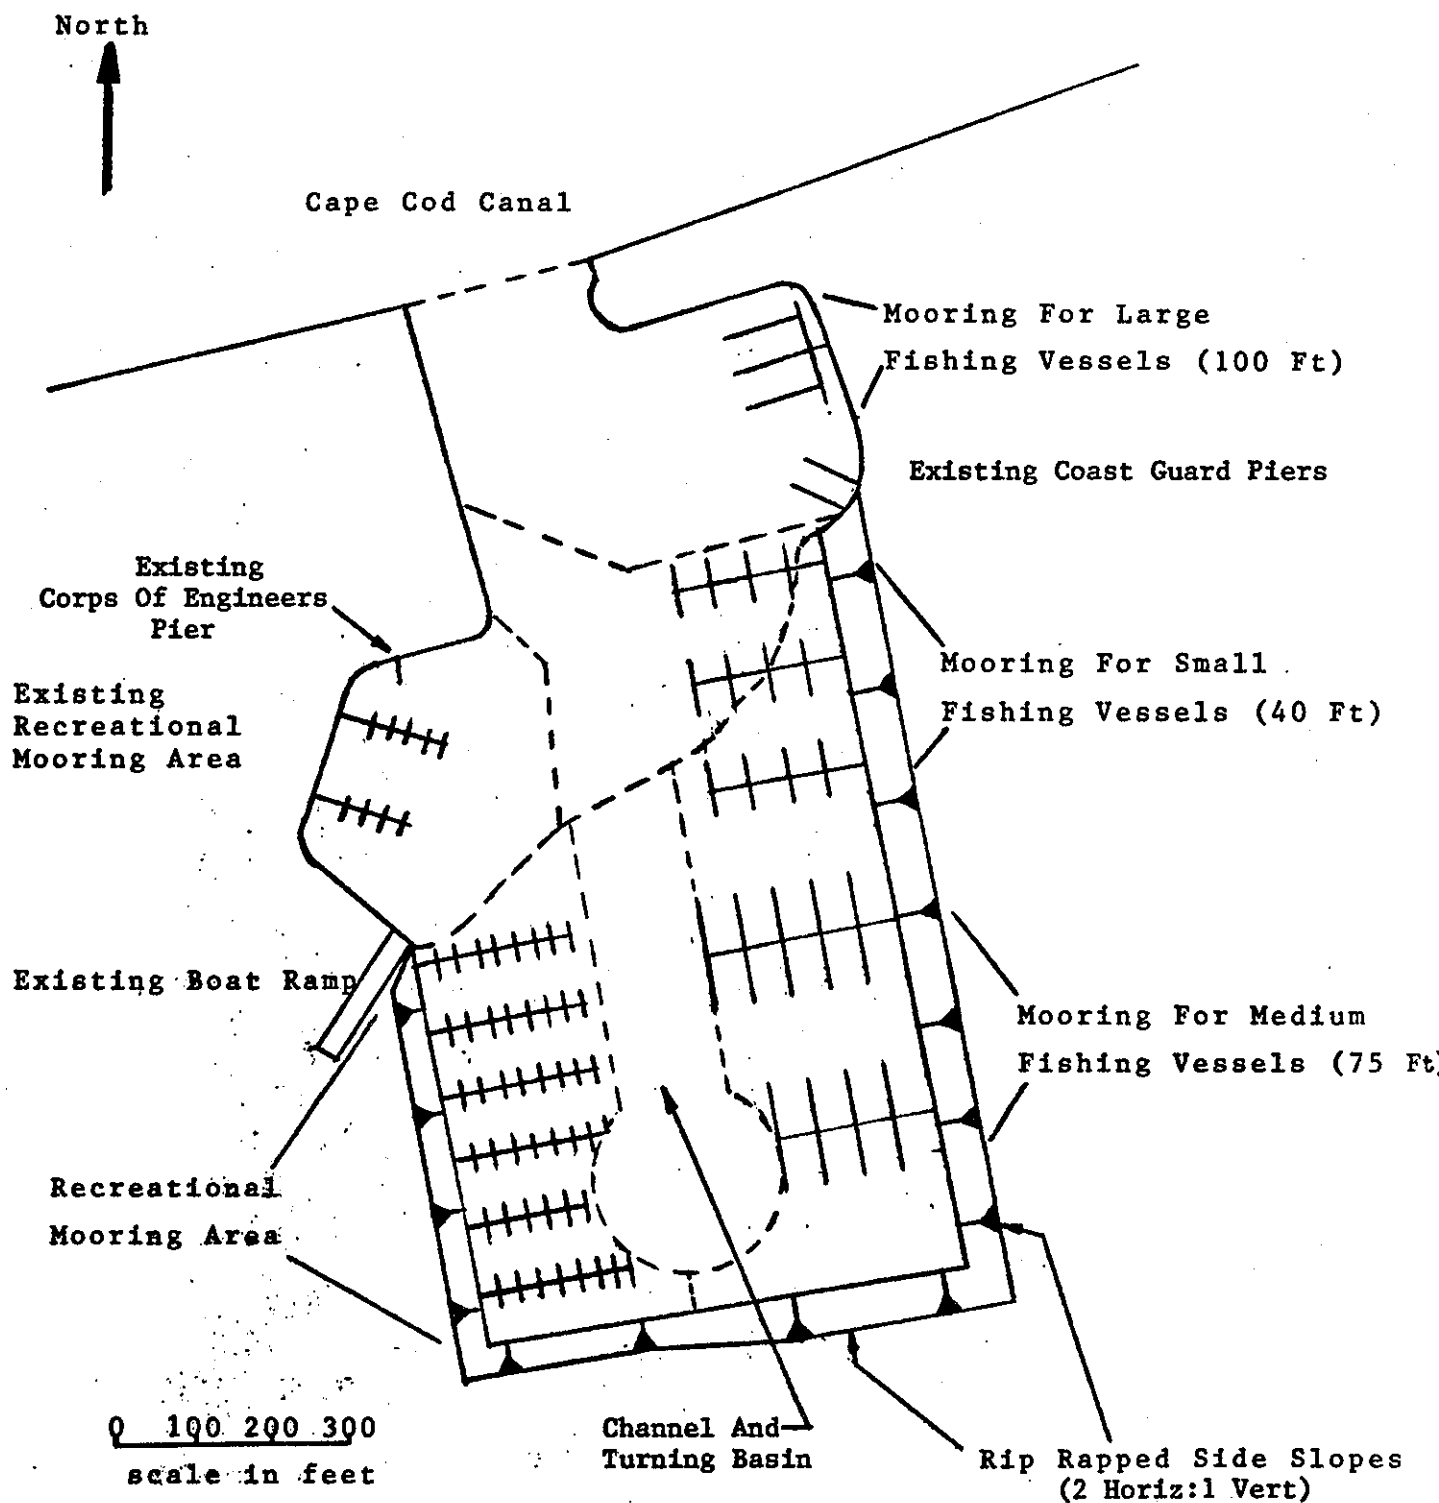 North
Cape Cod Canal
Mooring For Large
Fishing Vessels (100 Ft)
Existing Coast Guard Piers
Existing
Corps Of Engineers
Pier
Mooring For Small
Fishing Vessels (40 Ft)
Existing
Recreational
Mooring Area
Existing Boat Ramp
Mooring For Medium
Fishing Vessels (75 Ft)
Recreational
Mooring Area
0 100 200 300
scale in feet
Channel And
Turning Basin
Rip Rapped Side Slopes
(2 Horiz:1 Vert)